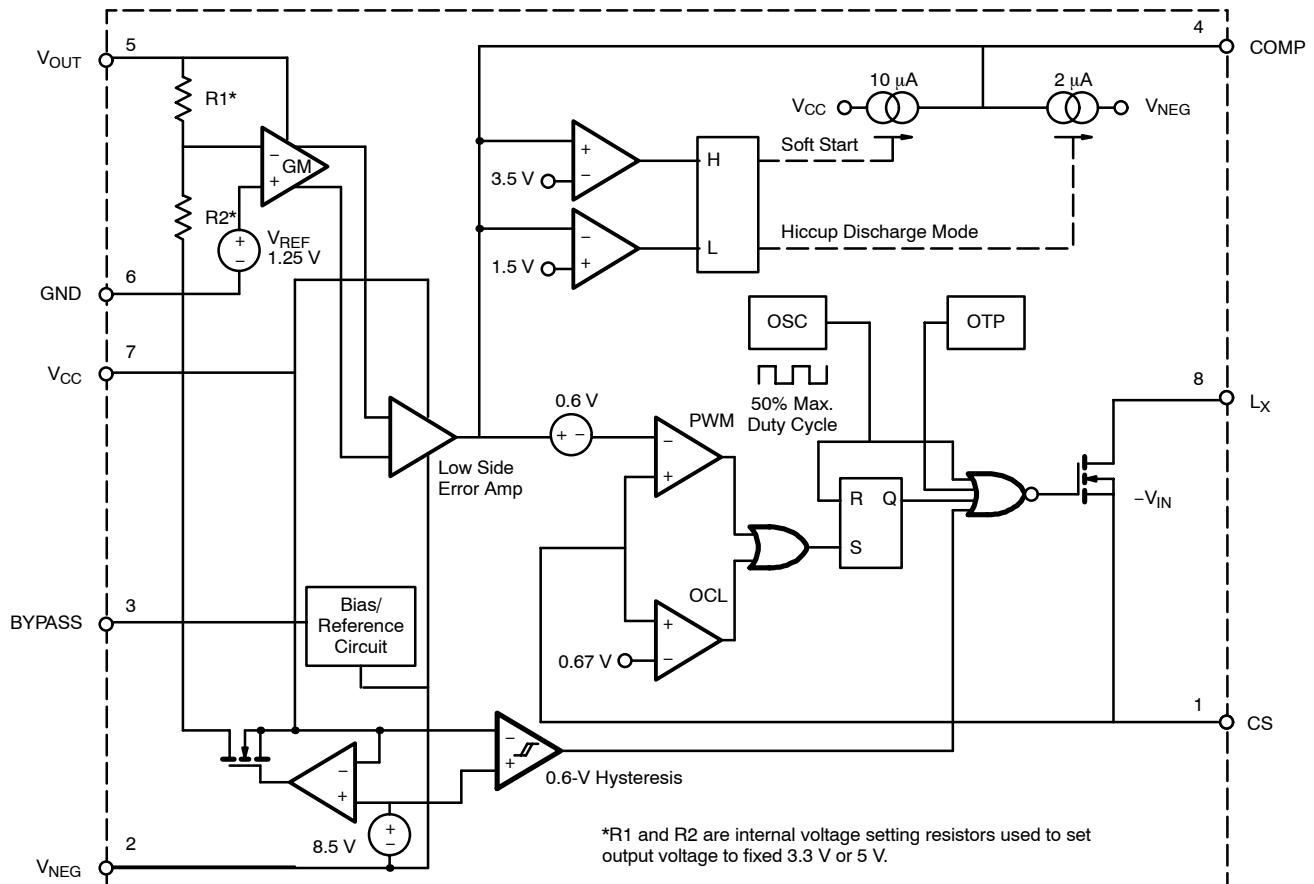 4
COMP
5
VOUT
R1*
10 μA
2 μA
VCC
VNEG
Soft Start
+
−
3.5 V
H
−
GM
+
R2*
+
−
VREF
1.25 V
−
+
1.5 V
L
Hiccup Discharge Mode
6
GND
OSC
OTP
7
VCC
50% Max.
Duty Cycle
8
LX
0.6 V
+ −
PWM
−
+
Low Side
Error Amp
R Q
S
−VIN
3
BYPASS
Bias/
Reference
Circuit
OCL
+
−
0.67 V
1
CS
−
+
−
+
0.6-V Hysteresis
8.5 V
+
−
2
VNEG
*R1 and R2 are internal voltage setting resistors used to set
output voltage to fixed 3.3 V or 5 V.